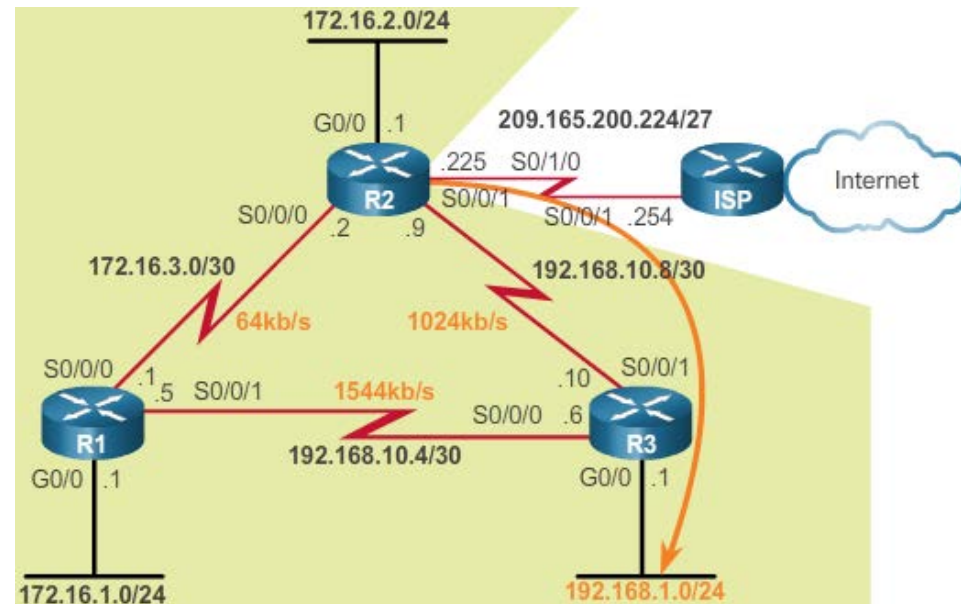 172.16.2.0/24
G0/0 .1
209.165.200.224/27
.225 S0/1/0
R2
S0/0/1
ISP
Internet
S0/0/0
.2
.9
S0/0/1 .254
172.16.3.0/30
192.168.10.8/30
64kb/s
1024kb/s
S0/0/0
.1
.5
S0/0/1
1544kb/s
.10
S0/0/1
S0/0/0
.6
R1
192.168.10.4/30
R3
G0/0 .1
G0/0 .1
172.16.1.0/24
192.168.1.0/24